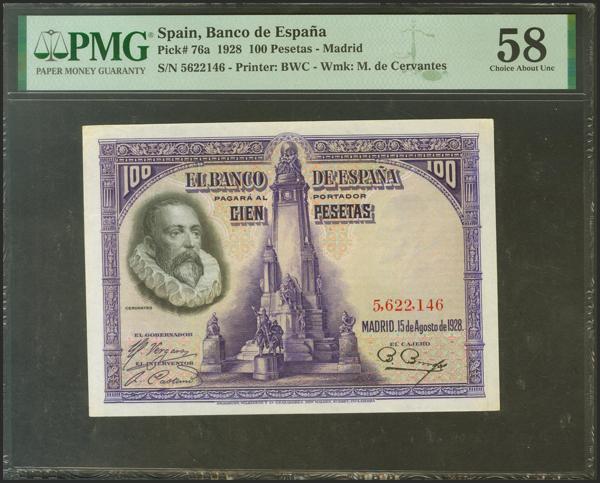 PMG
PAPER MONEY GUARANTY
Spain, Banco de España
Pick# 76a 1928 100 Pesetas - Madrid
S/N 5622146 - Printer: BWC - Wmk: M. de Cervantes
58
Choice About Unc
100
100
EL BANCO DE ESPAÑA
PAGARÁ AL PORTADOR
CIEN PESETAS
CERVANTES
5,622,146
MADRID. 15 de Agosto de 1928.
EL GOBERNADOR
EL CAJERO
EL INTERVENTOR